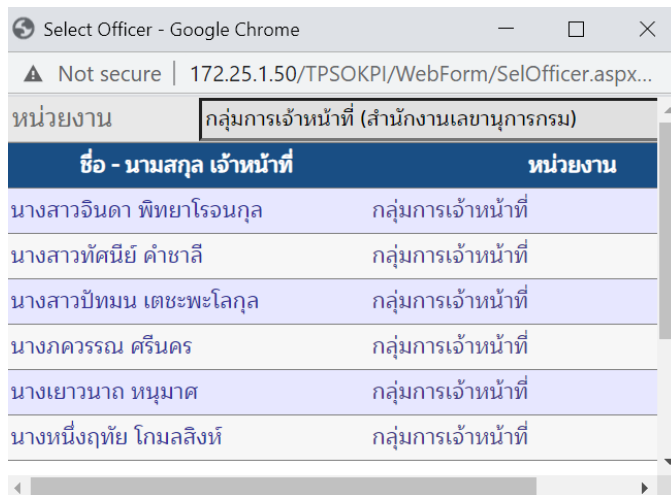 Select Officer - Google Chrome
Not secure | 172.25.1.50/TPSOKPI/WebForm/SelOfficer.aspx...
หน่วยงาน กลุ่มการเจ้าหน้าที่ (สำนักงานเลขานุการกรม)
ชื่อ - นามสกุล เจ้าหน้าที่ หน่วยงาน
นางสาวจินดา พิทยาโรจนกุล กลุ่มการเจ้าหน้าที่
นางสาวทัศนีย์ คำชาลี กลุ่มการเจ้าหน้าที่
นางสาวปัทมน เตชะพะโลกุล กลุ่มการเจ้าหน้าที่
นางภควรรณ ศรีนคร กลุ่มการเจ้าหน้าที่
นางเยาวนาถ หนุมาศ กลุ่มการเจ้าหน้าที่
นางหนึ่งฤทัย โกมลสิงห์ กลุ่มการเจ้าหน้าที่